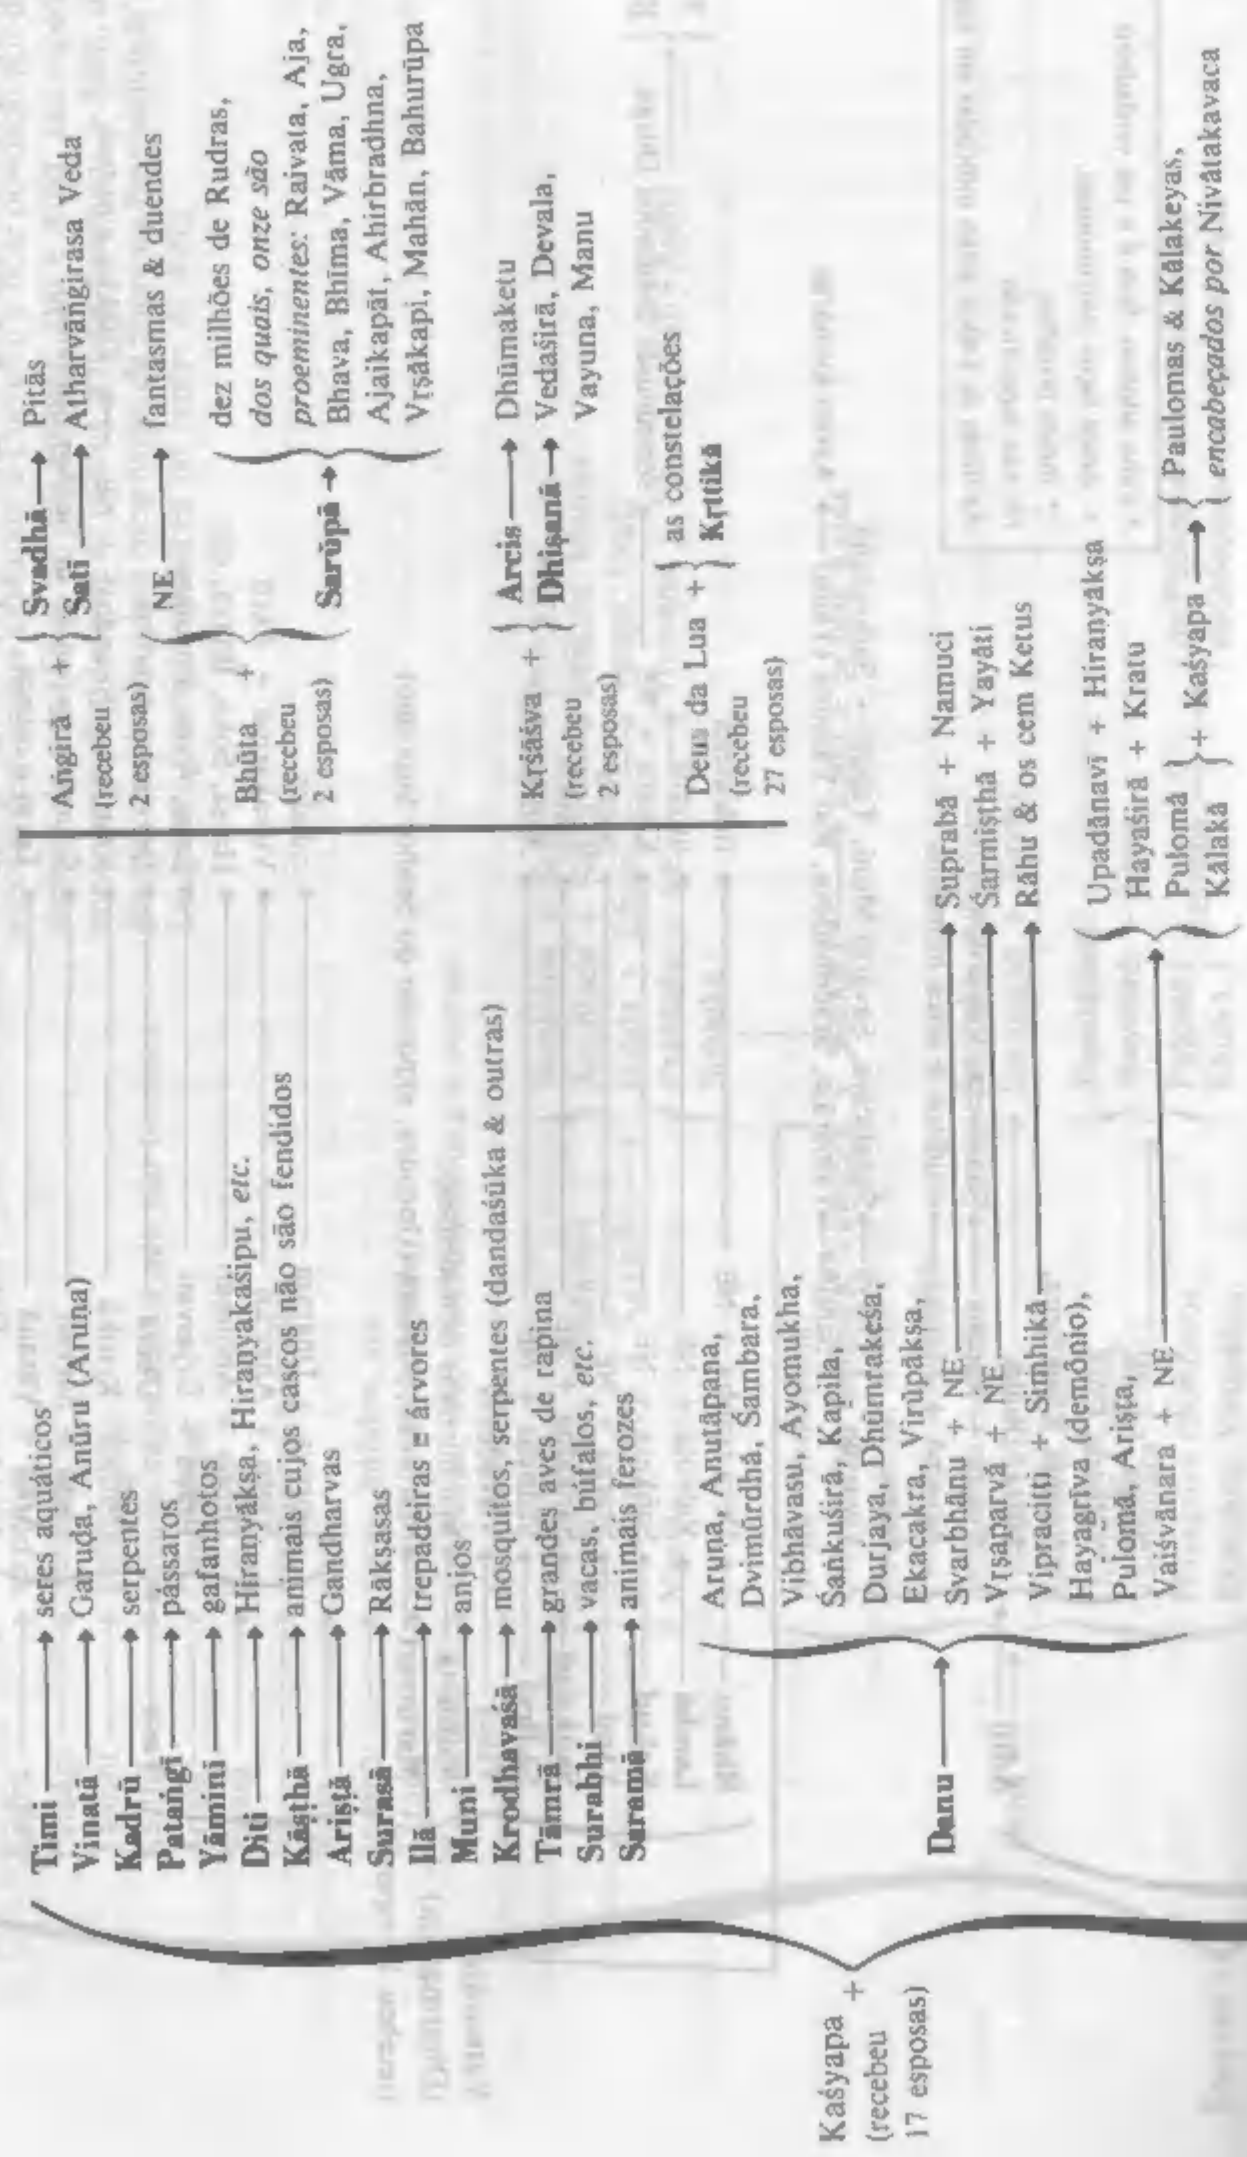 Kaśyapa +
(recebeu
17 esposas)
Timi → seres aquáticos
Vinatā → Garuḍa, Anūru (Aruṇa)
Kadrū → serpentes
Pataṅgī → pássaros
Yāminī → gafanhotos
Diti → Hiraṇyākṣa, Hiraṇyakaśipu, etc.
Kāṣṭhā → animais cujos cascos não são fendidos
Ariṣṭā → Gandharvas
Surasā → Rākṣasas
Ilā → trepadeiras e árvores
Muni → anjos
Krodhavaśā → mosquitos, serpentes (dandaśūka & outras)
Tāmrā → grandes aves de rapina
Surabhi → vacas, búfalos, etc.
Saramā → animais ferozes
Danu →
Aruṇa, Anutāpana,
Dvimūrdhā, Śambara,
Vibhāvasu, Ayomukha,
Śaṅkuśirā, Kapila,
Durjaya, Dhūmrakeśa,
Ekacakra, Virūpākṣa,
Svarbhānu + NE → Suprabā + Namuci
Vṛṣaparvā + NE → Śarmiṣṭhā + Yayāti
Vipracitti + Siṁhikā → Rāhu & os cem Ketus
Hayagrīva (demônio),
Pulomā, Ariṣṭa,
Vaiśvānara + NE →
Upadānavī + Hiraṇyākṣa
Hayaśirā + Kratu
Pulomā
Kālakā } + Kaśyapa →
Paulomas & Kālakeyas,
encabeçados por Nivātakavaca
Aṅgirā +
(recebeu
2 esposas)
Svadhā → Pitās
Satī → Atharvāṅgirasa Veda
Bhūta +
(recebeu
2 esposas)
NE → fantasmas & duendes
Sarūpā →
dez milhões de Rudras,
dos quais, onze são
proeminentes: Raivata, Aja,
Bhava, Bhīma, Vāma, Ugra,
Ajaikapāt, Ahirbradhna,
Vṛṣākapi, Mahān, Bahurūpa
Kṛśāśva +
(recebeu
2 esposas)
Arcis → Dhūmaketu
Dhiṣaṇā → Vedaśirā, Devala,
Vayuna, Manu
Deus da Lua +
(recebeu
27 esposas)
as constelações
Kṛttikā